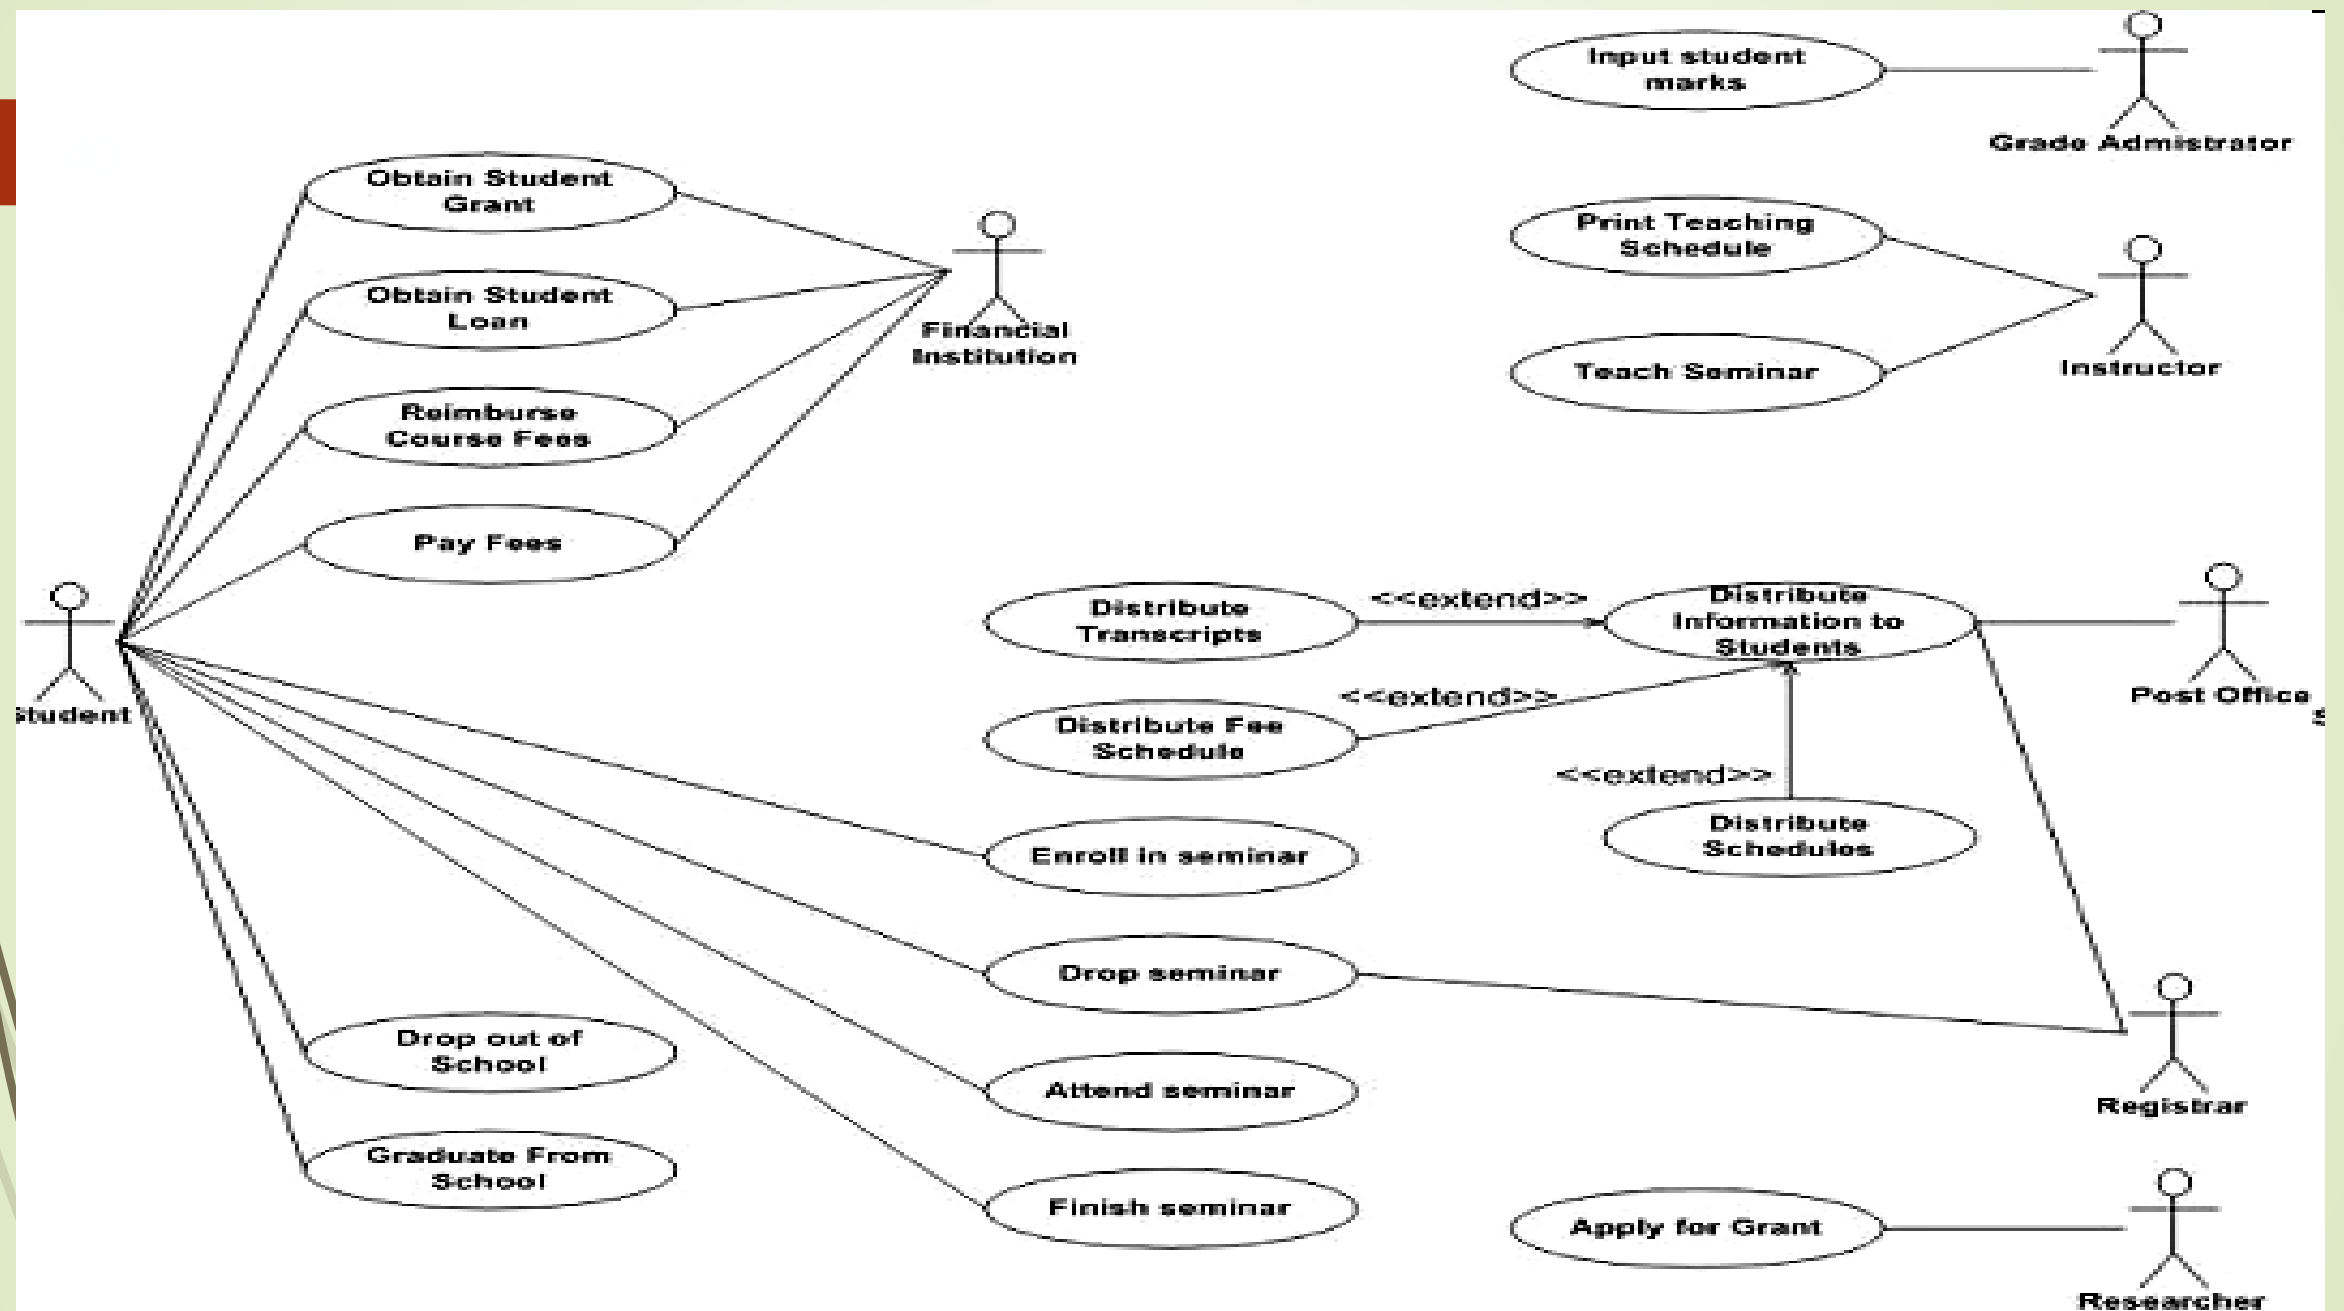 Input student
marks
Grade Admistrator
Obtain Student
Grant
Print Teaching
Schedule
Obtain Student
Loan
Financial
Institution
Teach Seminar
Instructor
Reimburse
Course Fees
Pay Fees
Student
Distribute
Transcripts
<<extend>>
Distribute
Information to
Students
Post Office
<<extend>>
Distribute Fee
Schedule
<<extend>>
Distribute
Schedules
Enroll in seminar
Drop seminar
Drop out of
School
Attend seminar
Registrar
Graduate From
School
Finish seminar
Apply for Grant
Researcher